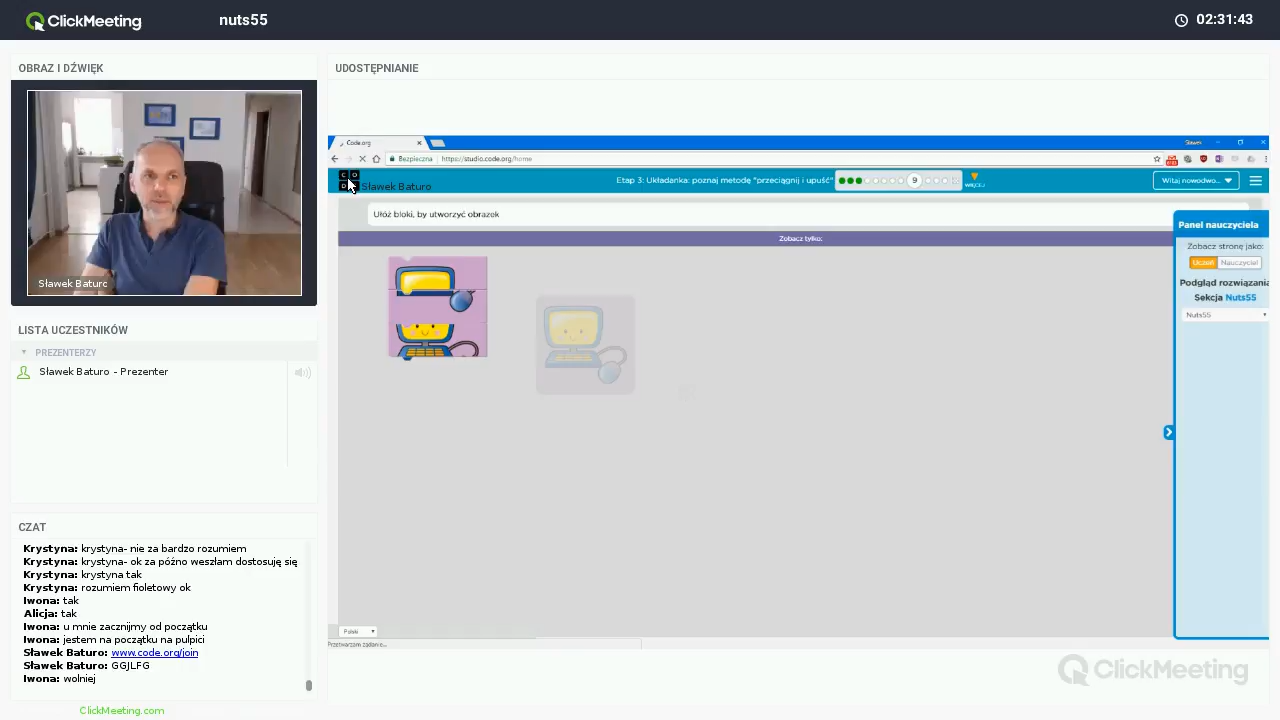 ClickMeeting
nuts55
02:31:43
OBRAZ I DŹWIĘK
Sławek Baturo
LISTA UCZESTNIKÓW
PREZENTERZY
Sławek Baturo - Prezenter
CZAT
Krystyna: krystyna- nie za bardzo rozumiem
Krystyna: krystyna- ok za późno weszłam dostosuję się
Krystyna: krystyna tak
Krystyna: rozumiem fioletowy ok
Iwona: tak
Alicja: tak
Iwona: u mnie zacznijmy od początku
Iwona: jestem na początku na pulpici
Sławek Baturo: www.code.org/join
Sławek Baturo: GGJLFG
Iwona: wolniej
ClickMeeting.com
UDOSTĘPNIANIE
Code.org
Sławek
Bezpieczna https://studio.code.org/home
C O
D
Sławek Baturo
Etap 3: Układanka: poznaj metodę "przeciągnij i upuść"
9
WIĘCEJ
Witaj nowodwo...
Ułóż bloki, by utworzyć obrazek
Zobacz tylko:
Panel nauczyciela
Zobacz stronę jako:
Uczeń Nauczyciel
Podgląd rozwiązania
Sekcja Nuts55
Nuts55
Polski
Przetwarzam żądanie...
ClickMeeting